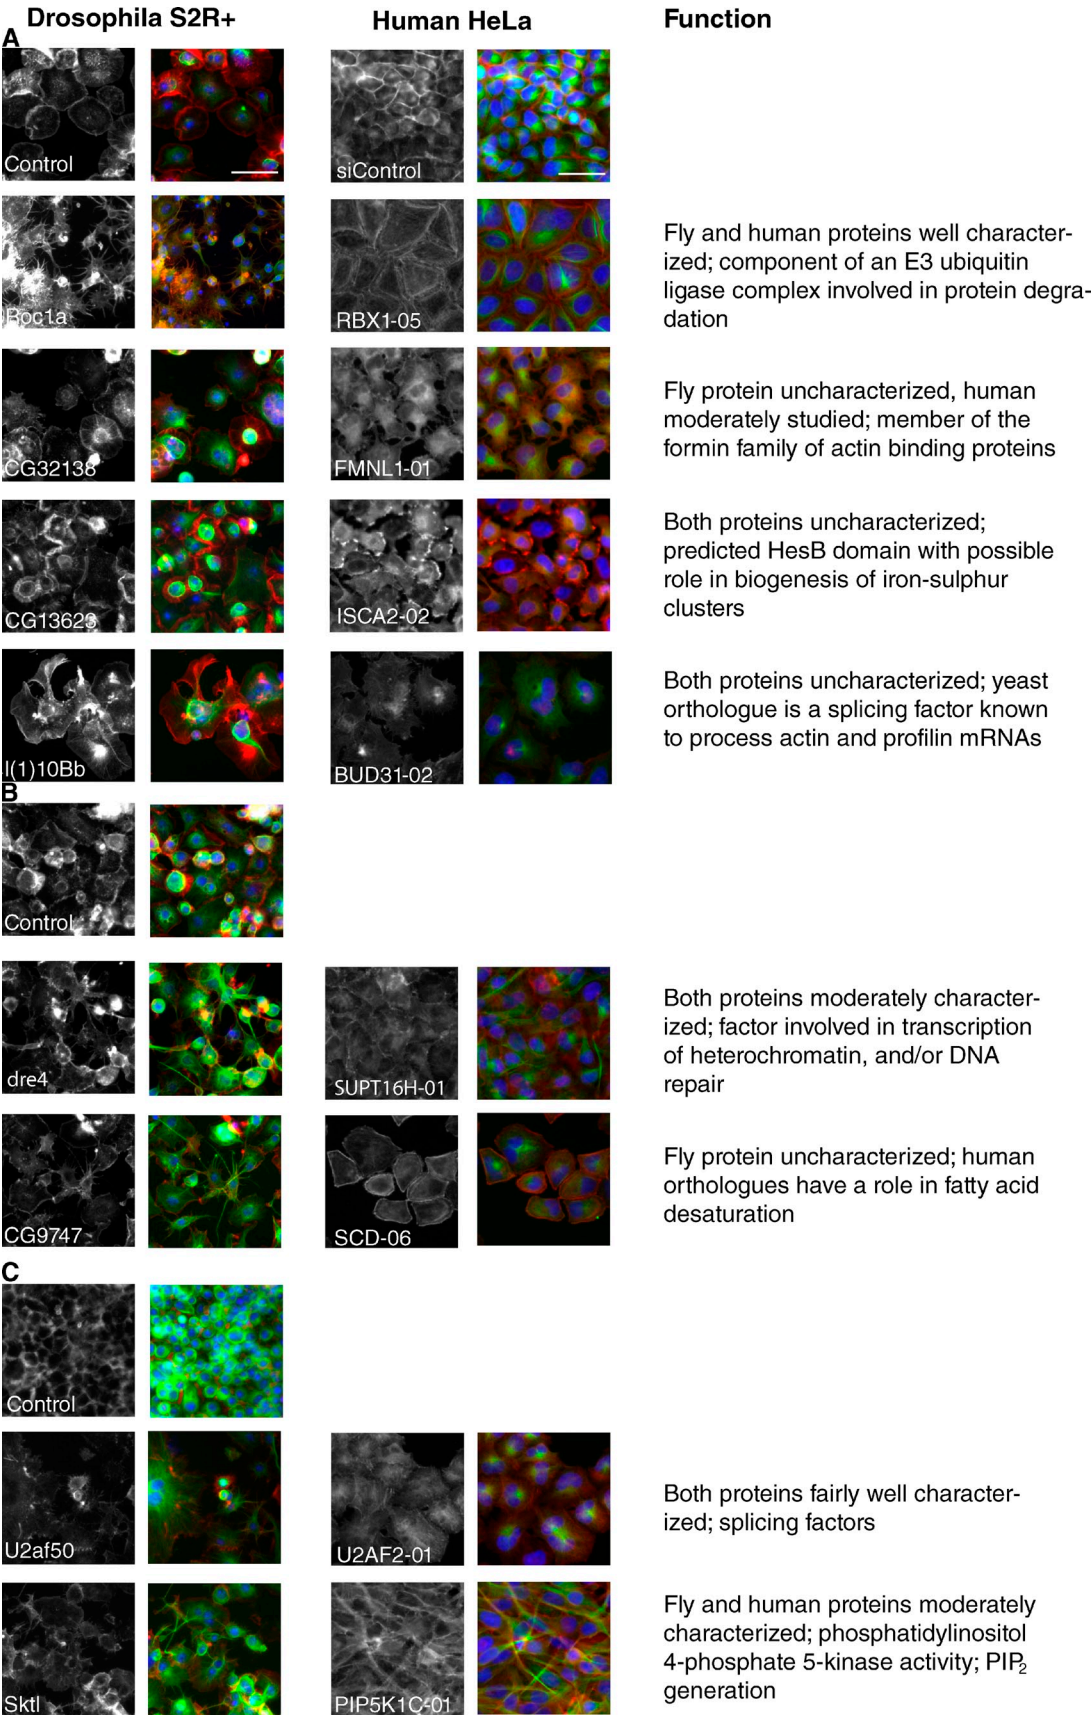 Drosophila S2R+
Human HeLa
Function
A
Control
siControl
Roc1a
RBX1-05
Fly and human proteins well character-
ized; component of an E3 ubiquitin
ligase complex involved in protein degra-
dation
CG32138
FMNL1-01
Fly protein uncharacterized, human
moderately studied; member of the
formin family of actin binding proteins
CG13623
ISCA2-02
Both proteins uncharacterized;
predicted HesB domain with possible
role in biogenesis of iron-sulphur
clusters
l(1)10Bb
BUD31-02
Both proteins uncharacterized; yeast
orthologue is a splicing factor known
to process actin and profilin mRNAs
B
Control
dre4
SUPT16H-01
Both proteins moderately character-
ized; factor involved in transcription
of heterochromatin, and/or DNA
repair
CG9747
SCD-06
Fly protein uncharacterized; human
orthologues have a role in fatty acid
desaturation
C
Control
U2af50
U2AF2-01
Both proteins fairly well character-
ized; splicing factors
Sktl
PIP5K1C-01
Fly and human proteins moderately
characterized; phosphatidylinositol
4-phosphate 5-kinase activity; PIP₂
generation